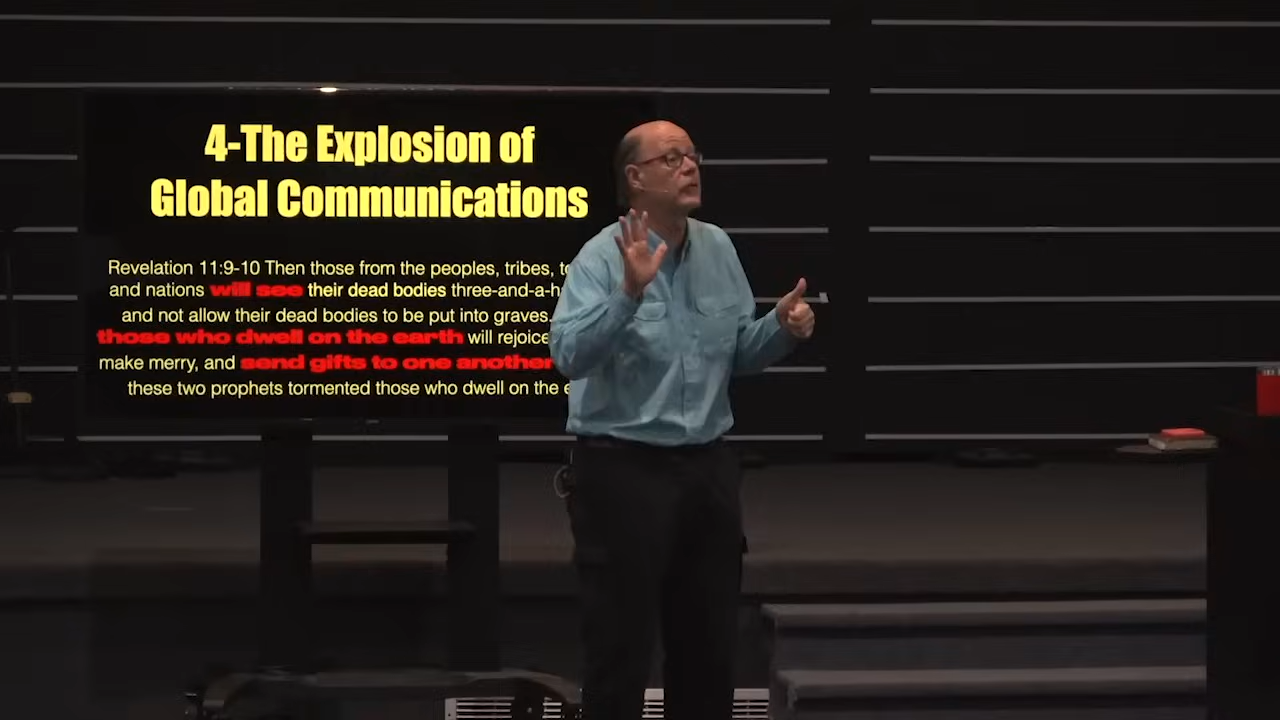 4-The Explosion of
Global Communications
Revelation 11:9-10 Then those from the peoples, tribes,
and nations will see their dead bodies three-and-a-
and not allow their dead bodies to be put into graves.
those who dwell on the earth will rejoice
make merry, and send gifts to one another
these two prophets tormented those who dwell on the